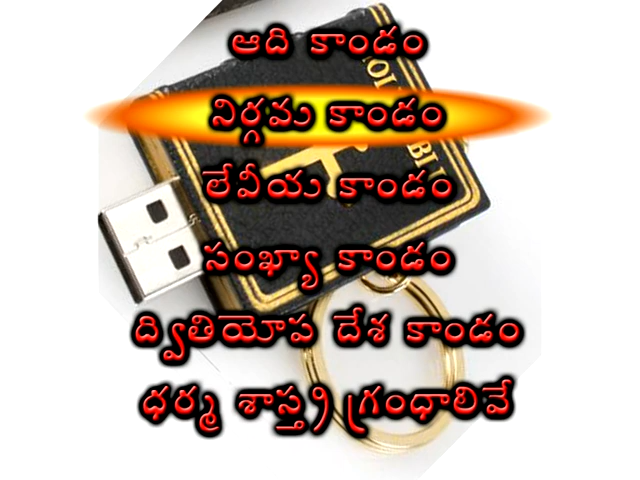 ఆది కాండం
నిర్గమ కాండం
లేవీయ కాండం
సంఖ్యా కాండం
ద్వితియోప దేశ కాండం
ధర్మ శాస్త్ర గ్రంధాలివే